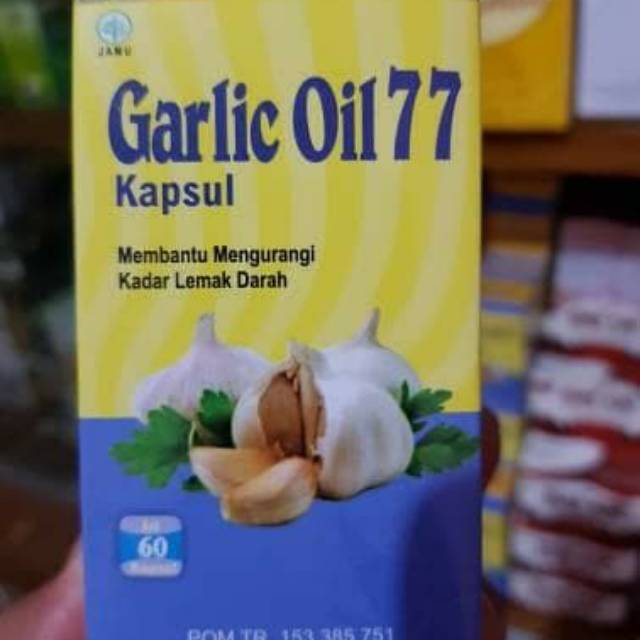 JAMU
Garlic Oil 77
Kapsul
Membantu Mengurangi
Kadar Lemak Darah
60
POM TR. 153 385 751